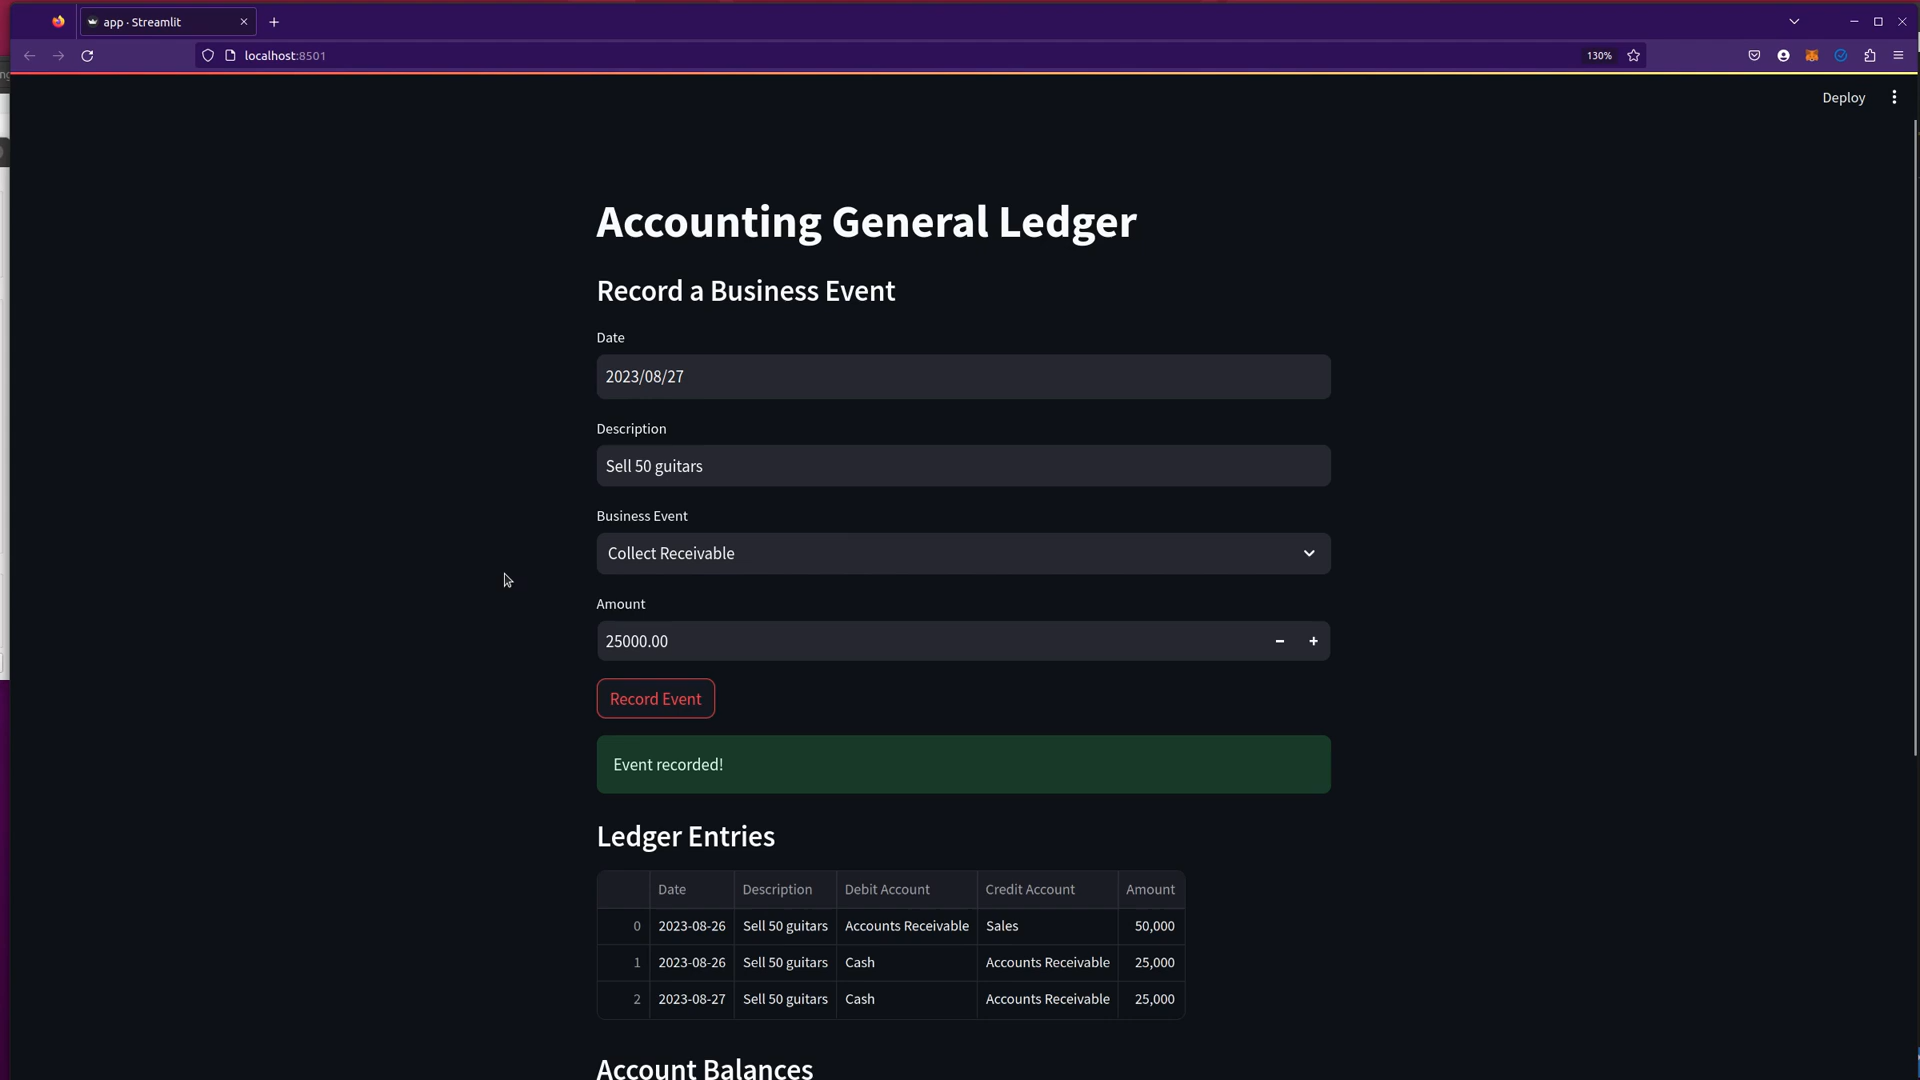 app · Streamlit
localhost:8501
130%
Deploy
Accounting General Ledger
Record a Business Event
Date
2023/08/27
Description
Sell 50 guitars
Business Event
Collect Receivable
Amount
25000.00
- +
Record Event
Event recorded!
Ledger Entries
Date Description Debit Account Credit Account Amount
0 2023-08-26 Sell 50 guitars Accounts Receivable Sales 50,000
1 2023-08-26 Sell 50 guitars Cash Accounts Receivable 25,000
2 2023-08-27 Sell 50 guitars Cash Accounts Receivable 25,000
Account Balances